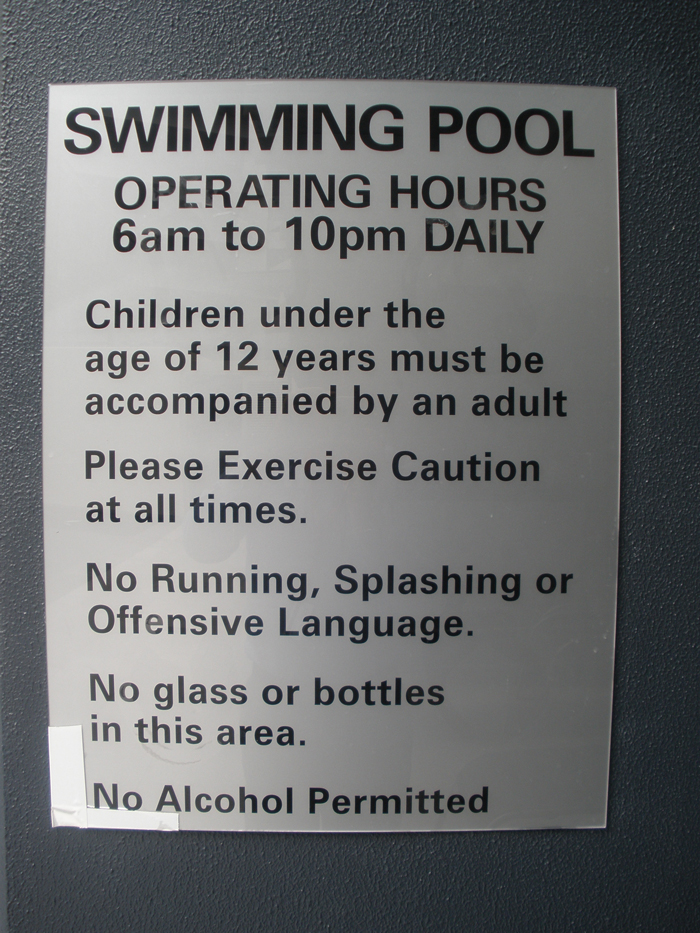 SWIMMING POOL
OPERATING HOURS
6am to 10pm DAILY
Children under the
age of 12 years must be
accompanied by an adult
Please Exercise Caution
at all times.
No Running, Splashing or
Offensive Language.
No glass or bottles
in this area.
No Alcohol Permitted